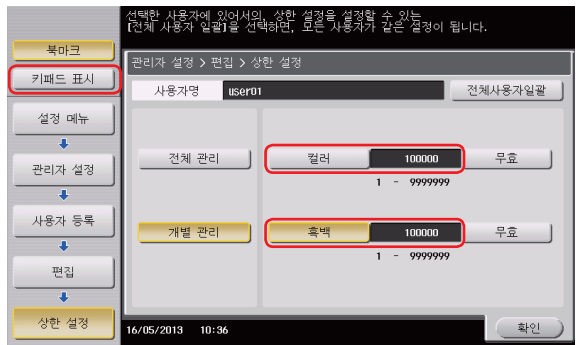 선택한 사용자에 있어서의, 상한 설정을 설정할 수 있는
[전체 사용자 일괄]을 선택하면, 모든 사용자가 같은 설정이 됩니다.
북마크
키패드 표시
관리자 설정 > 편집 > 상한 설정
사용자명 user01 전체사용자일괄
설정 메뉴
관리자 설정
사용자 등록
편집
상한 설정
전체 관리 컬러 100000 무효
1 - 9999999
개별 관리 흑백 100000 무효
1 - 9999999
16/05/2013 10:36 확인